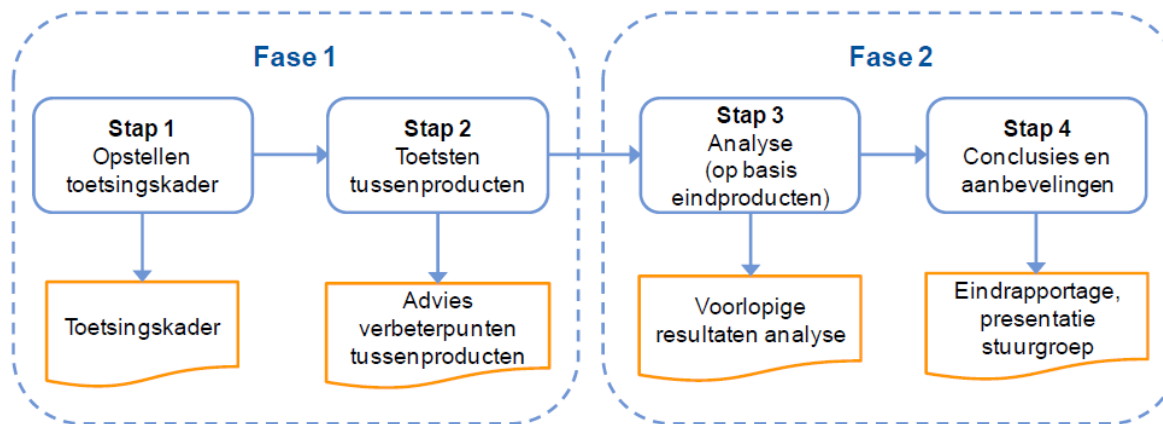 Fase 1
Stap 1
Opstellen
toetsingskader
Stap 2
Toetsten
tussenproducten
Toetsingskader
Advies
verbeterpunten
tussenproducten
Fase 2
Stap 3
Analyse
(op basis
eindproducten)
Stap 4
Conclusies en
aanbevelingen
Voorlopige
resultaten analyse
Eindrapportage,
presentatie
stuurgroep